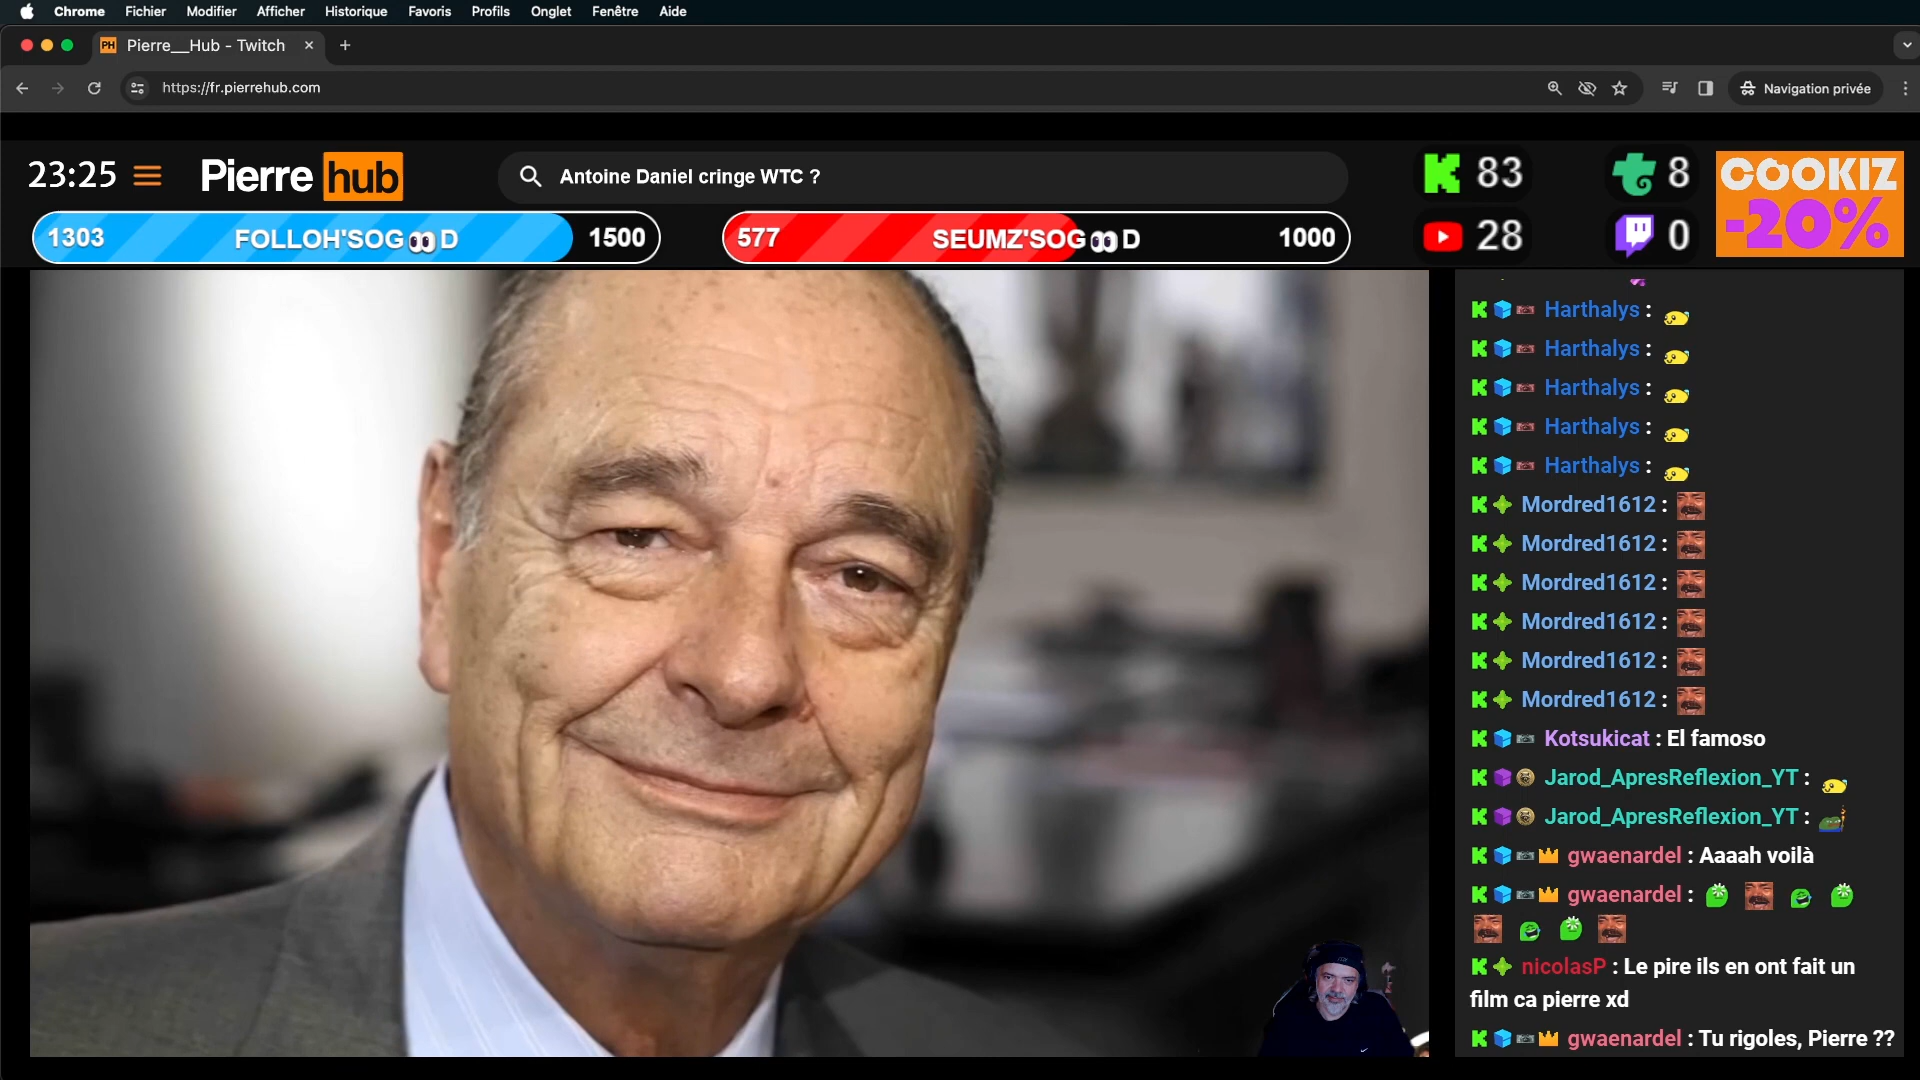 Chrome Fichier Modifier Afficher Historique Favoris Profils Onglet Fenêtre Aide
PH Pierre__Hub - Twitch
https://fr.pierrehub.com
Navigation privée
23:25
Pierre hub
Antoine Daniel cringe WTC ?
83
8
COOKIZ
-20%
1303 FOLLOH'SOG👀D 1500
577 SEUMZ'SOG👀D 1000
28
0
Harthalys :
Harthalys :
Harthalys :
Harthalys :
Harthalys :
Mordred1612 :
Mordred1612 :
Mordred1612 :
Mordred1612 :
Mordred1612 :
Mordred1612 :
Kotsukicat : El famoso
Jarod_ApresReflexion_YT :
Jarod_ApresReflexion_YT :
gwaenardel : Aaaah voilà
gwaenardel :
nicolasP : Le pire ils en ont fait un
film ca pierre xd
gwaenardel : Tu rigoles, Pierre ??